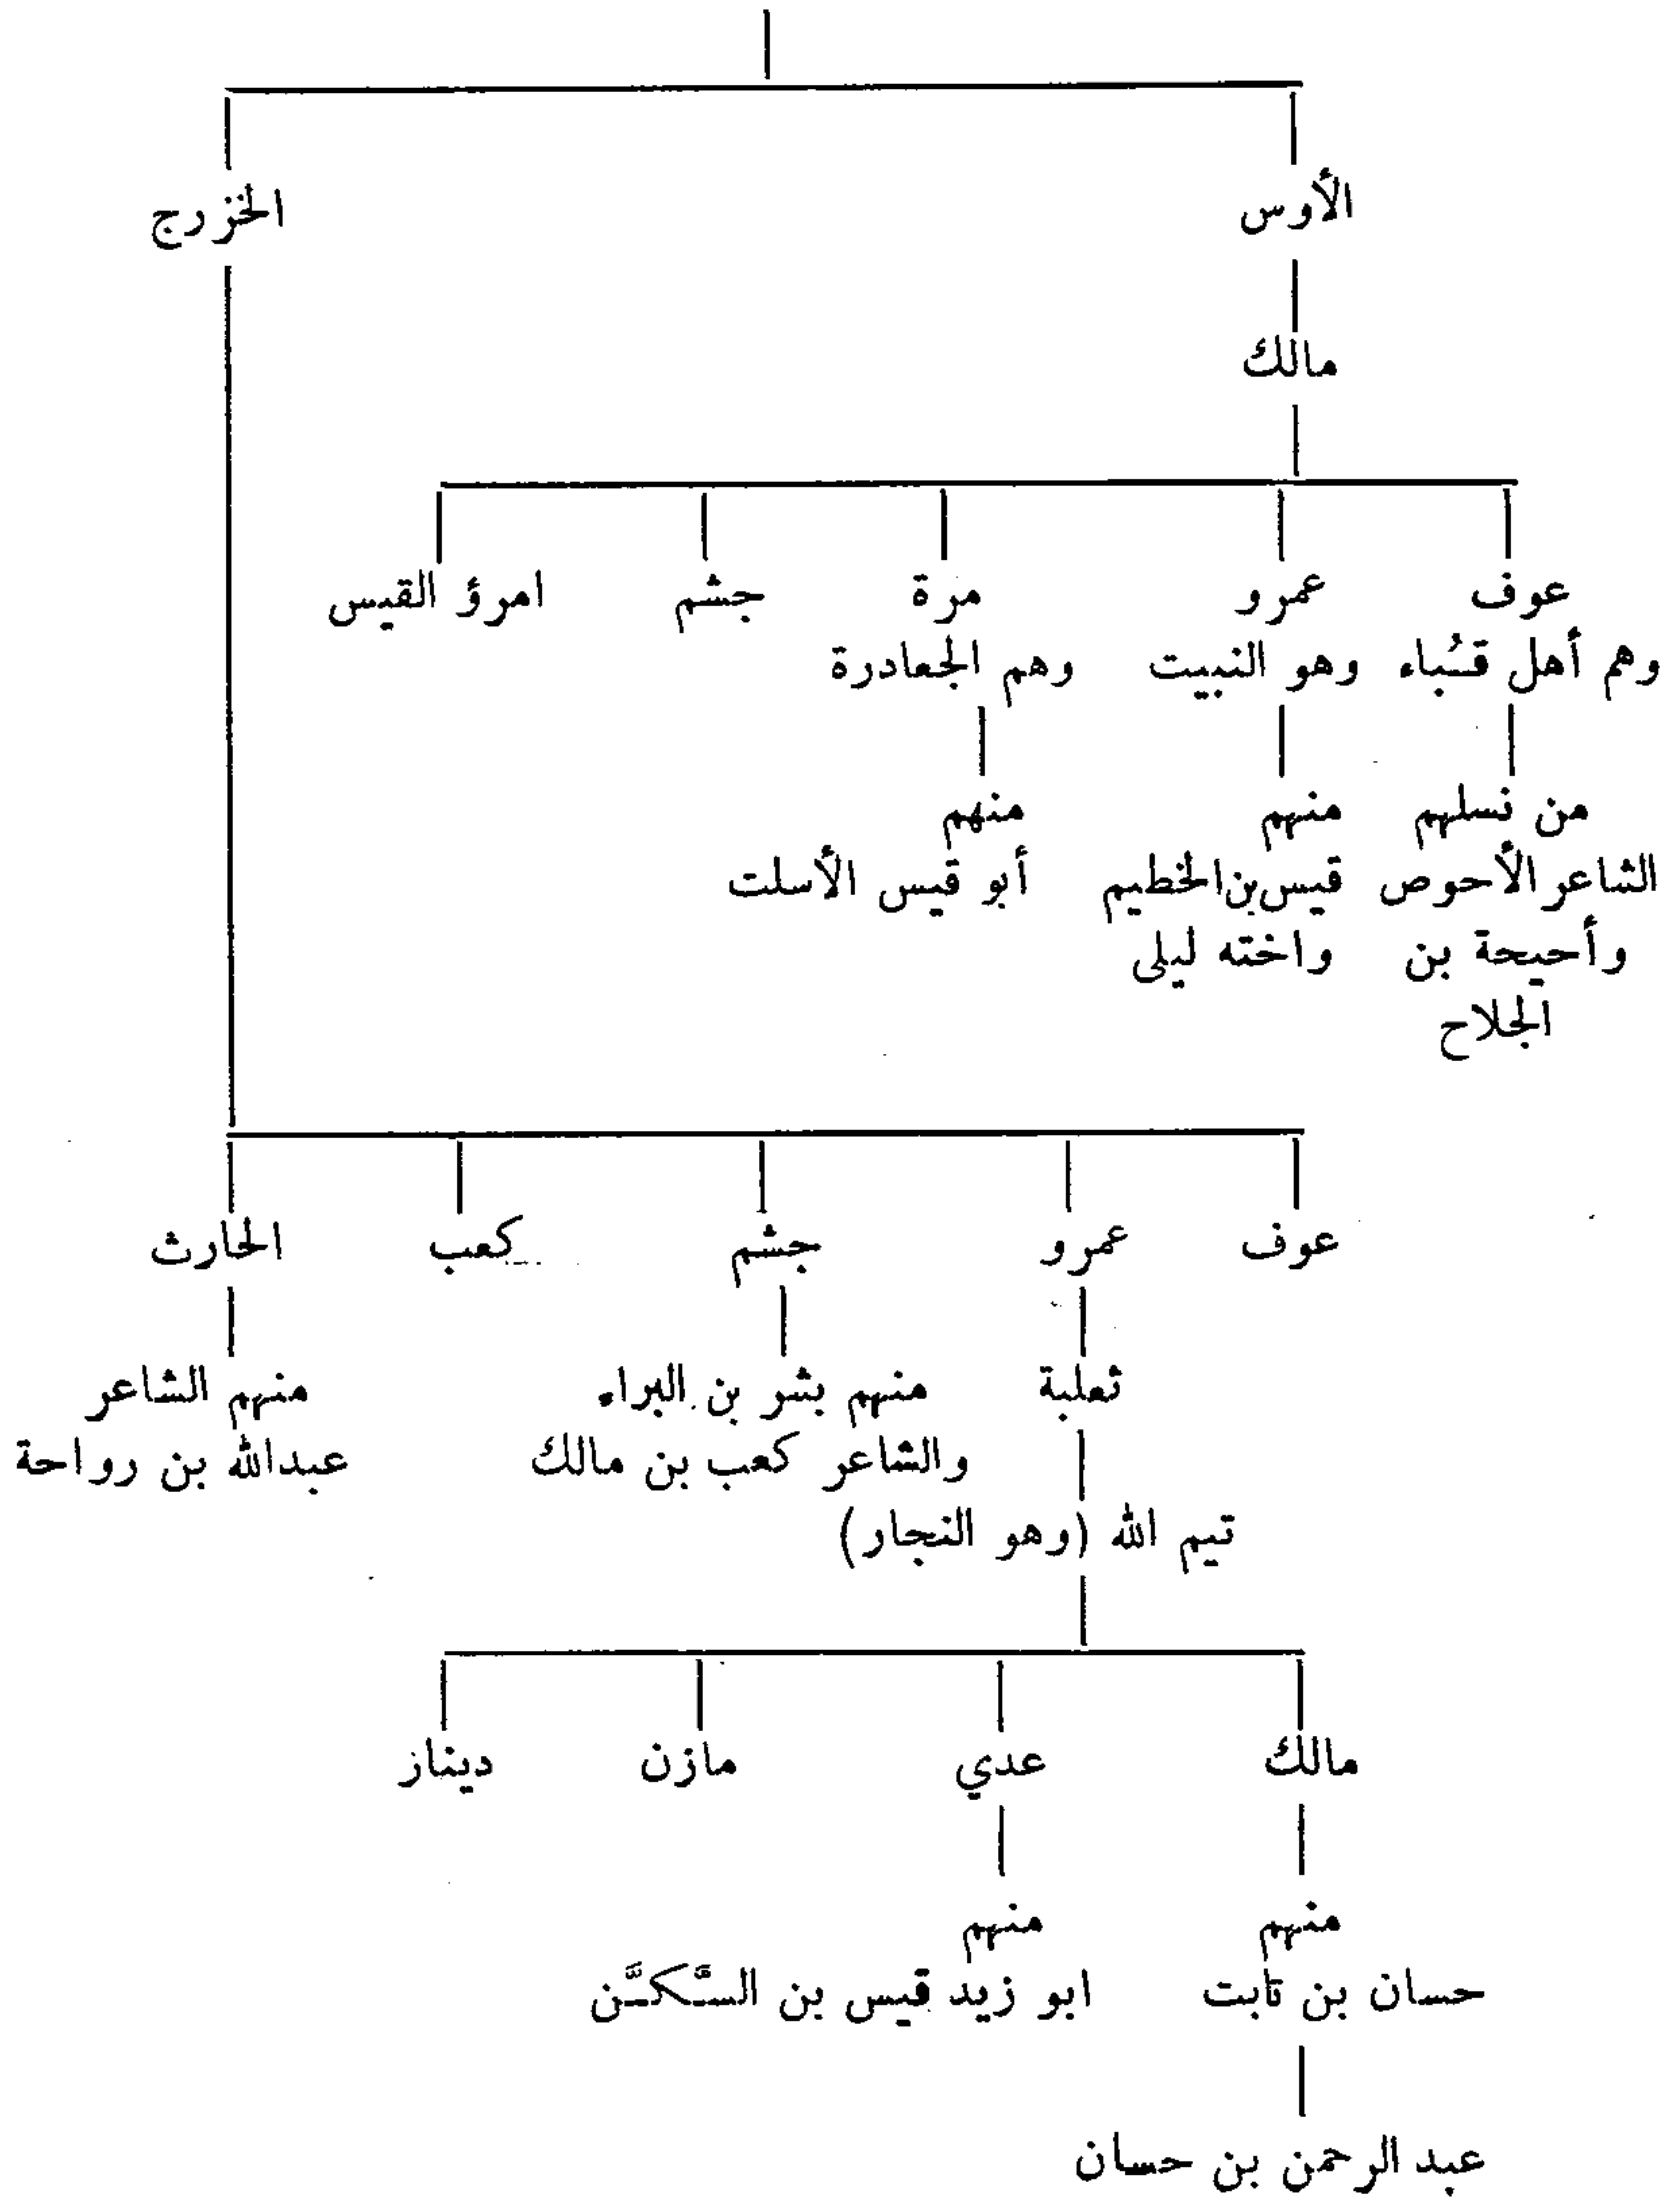 الأوس
الخزرج
مالك
عوف
عمرو
مرة
جشم
امرؤ القيس
وهم أهل قُباء
وهو النبيت
وهم الجعادرة
من نسلهم
الشاعر الأحوص
وأحيحة بن
الجلاح
منهم
قيس بن الخطيم
واخته ليلى
منهم
أبو قيس الأسلت
عوف
عمرو
جشم
كعب
الحارث
ثعلبة
منهم بشر بن البراء
والشاعر كعب بن مالك
منهم الشاعر
عبدالله بن رواحة
تيم الله (وهو النجار)
مالك
عدي
مازن
ديناز
منهم
حسان بن تابت
منهم
ابو زيد قيس بن السَّكَن
عبد الرحمن بن حسان